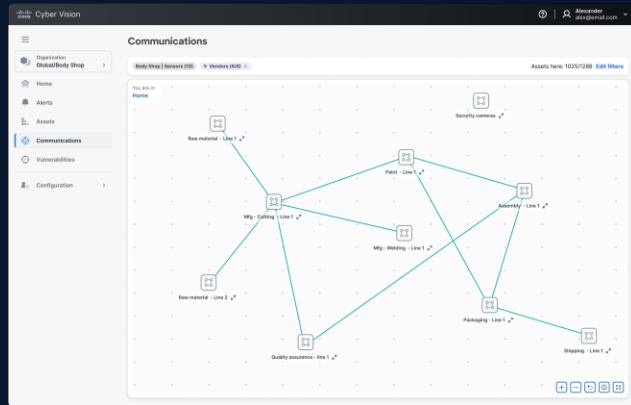 cisco Cyber Vision
Alexander
alex@email.com
Organization
Global/Body Shop
Home
Alerts
Assets
Communications
Vulnerabilities
Configuration
Communications
Body Shop | Sensors (13)
Vendors (6/8)
Assets here: 1025/1286 Edit filters
You are in:
Home
Security cameras
Raw material - Line 1
Paint - Line 1
Assembly - Line 1
Mfg - Cutting - Line 1
Mfg - Welding - Line 1
Raw material - Line 2
Packaging - Line 1
Shipping - Line 1
Quality assurance - line 1